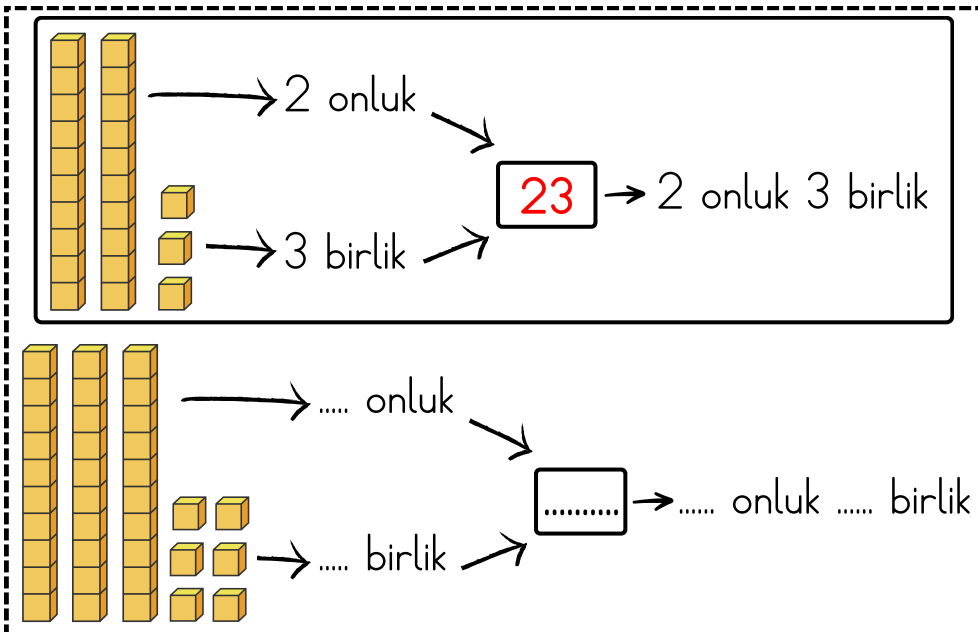 2 onluk
23
2 onluk 3 birlik
3 birlik
..... onluk
..........
...... onluk ...... birlik
..... birlik